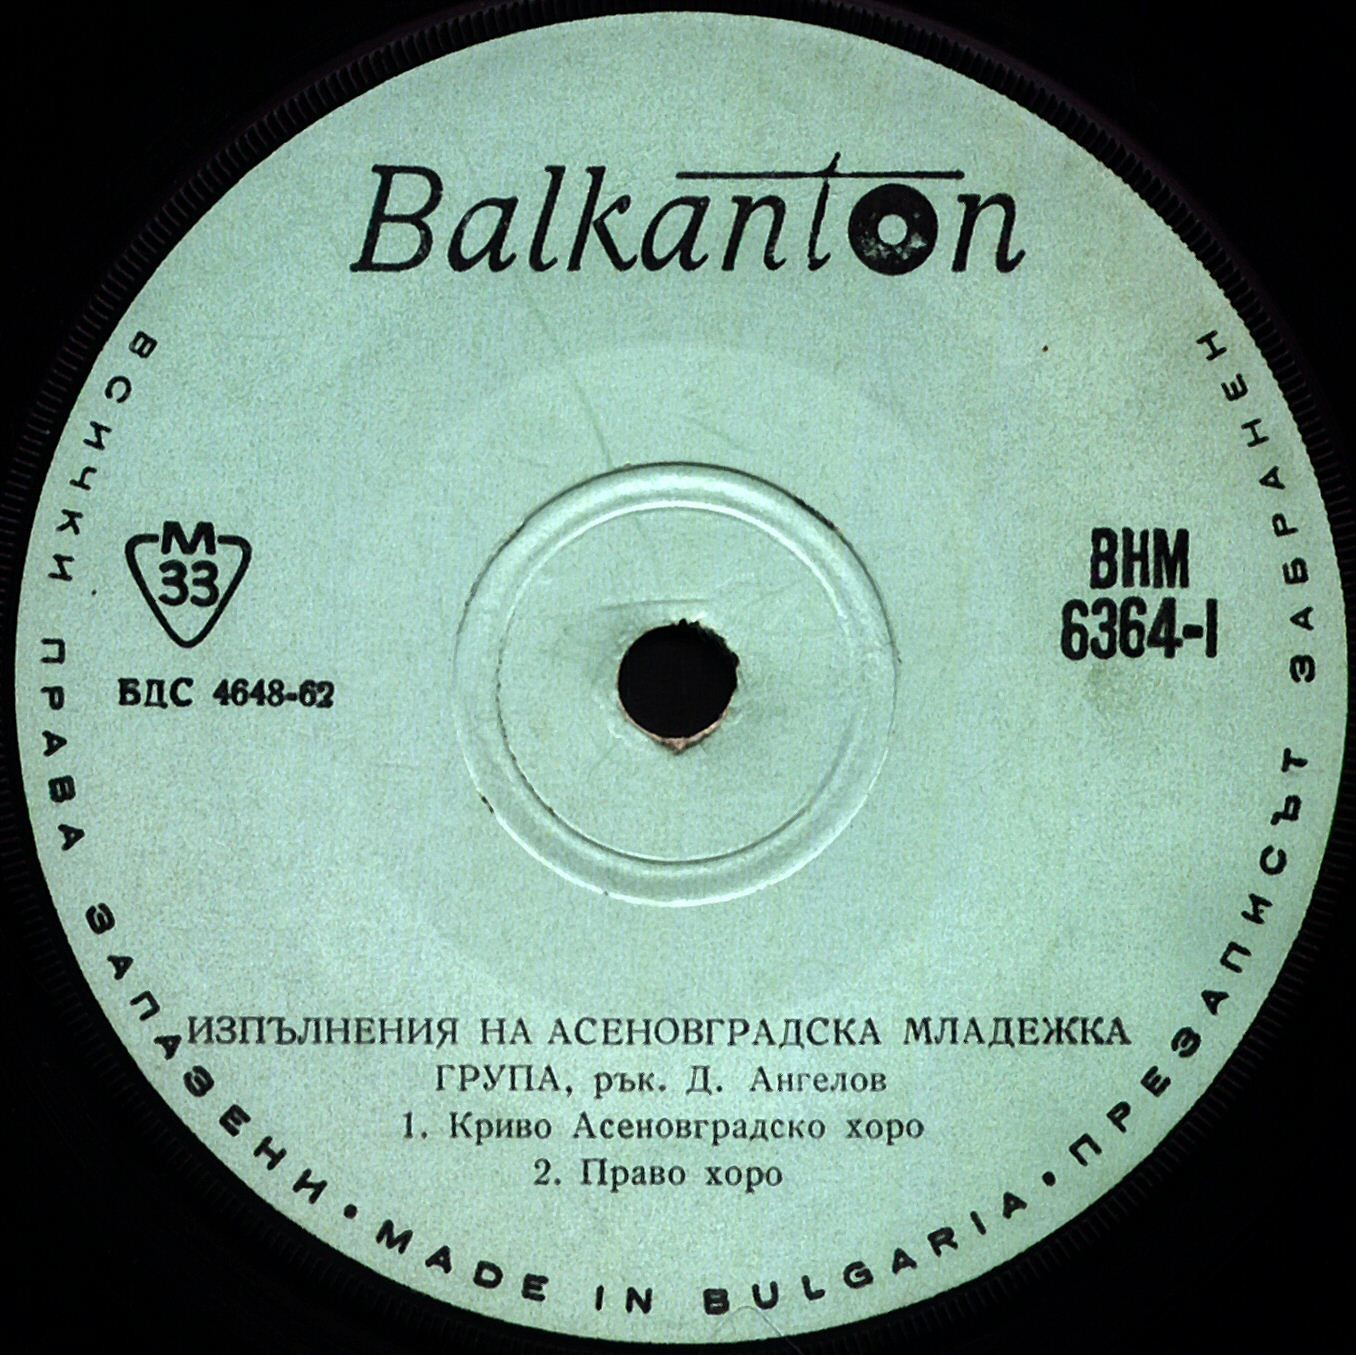 Balkanton
ВСИЧКИ ПРАВА ЗАПАЗЕНИ • MADE IN BULGARIA • ПРЕЗАПИСЪТ ЗАБРАНЕН
М
33
БДС 4648-62
ВНМ
6364-I
ИЗПЪЛНЕНИЯ НА АСЕНОВГРАДСКА МЛАДЕЖКА
ГРУПА, рък. Д. Ангелов
1. Криво Асеновградско хоро
2. Право хоро